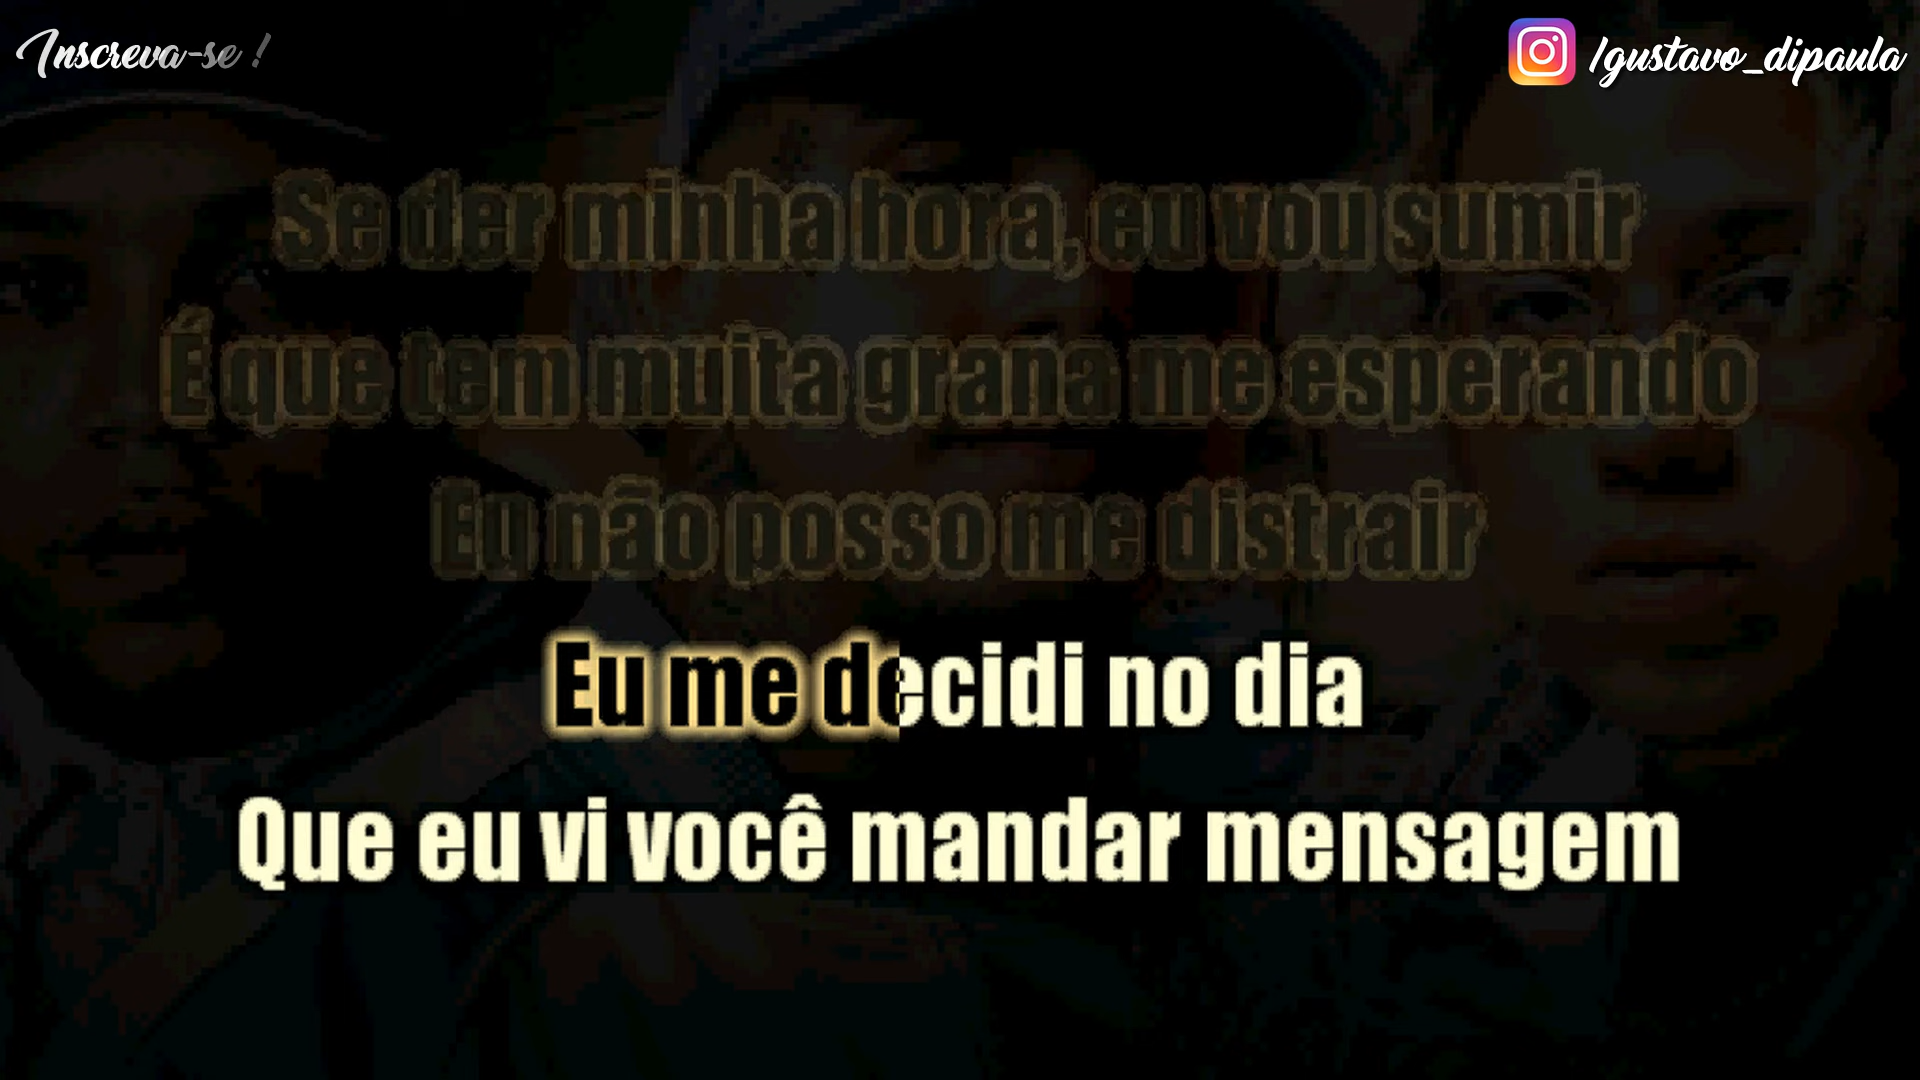 Inscreva-se !
/gustavo_dipaula
Se der minha hora, eu vou sumir
É que tem muita grana me esperando
Eu não posso me distrair
Eu me decidi no dia
Que eu vi você mandar mensagem